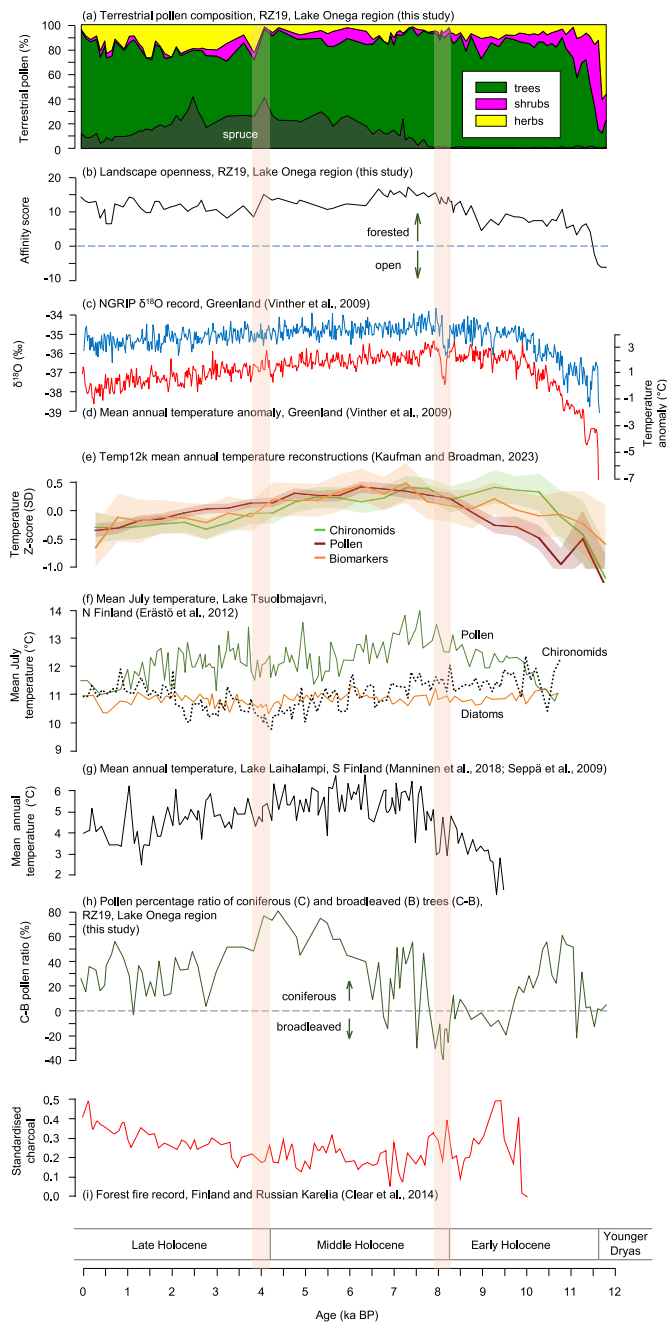 (a) Terrestrial pollen composition, RZ19, Lake Onega region (this study)
Terrestrial pollen (%)
100
80
60
40
20
0
spruce
trees
shrubs
herbs
(b) Landscape openness, RZ19, Lake Onega region (this study)
Affinity score
20
10
0
-10
forested
open
(c) NGRIP δ18O record, Greenland (Vinther et al., 2009)
δ18O (‰)
-34
-35
-36
-37
-38
-39
Temperature
anomaly (°C)
3
1
-1
-3
-5
-7
(d) Mean annual temperature anomaly, Greenland (Vinther et al., 2009)
(e) Temp12k mean annual temperature reconstructions (Kaufman and Broadman, 2023)
Temperature
Z-score (SD)
0.5
0.0
-0.5
-1.0
Chironomids
Pollen
Biomarkers
(f) Mean July temperature, Lake Tsuolbmajavri,
N Finland (Erästö et al., 2012)
Mean July
temperature (°C)
14
13
12
11
10
9
Pollen
Chironomids
Diatoms
(g) Mean annual temperature, Lake Laihalampi, S Finland (Manninen et al., 2018; Seppä et al., 2009)
Mean annual
temperature (°C)
6
5
4
3
2
(h) Pollen percentage ratio of coniferous (C) and broadleaved (B) trees (C-B),
RZ19, Lake Onega region
(this study)
C-B pollen ratio (%)
80
60
40
20
0
-20
-40
coniferous
broadleaved
Standardised
charcoal
0.5
0.4
0.3
0.2
0.1
0.0
(i) Forest fire record, Finland and Russian Karelia (Clear et al., 2014)
Late Holocene
Middle Holocene
Early Holocene
Younger
Dryas
0 1 2 3 4 5 6 7 8 9 10 11 12
Age (ka BP)